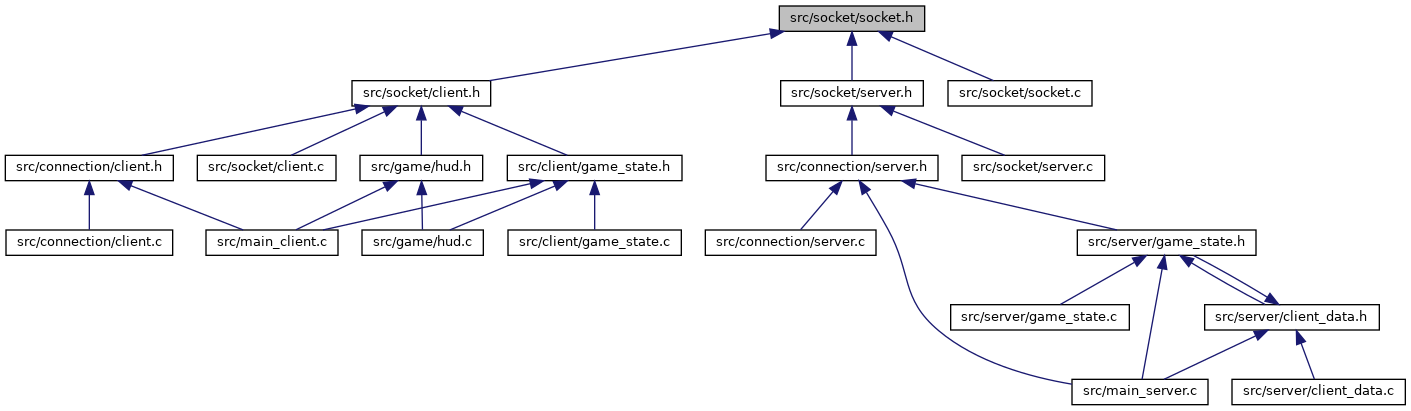 src/socket/socket.h
src/socket/client.h
src/socket/server.h
src/socket/socket.c
src/connection/client.h
src/socket/client.c
src/game/hud.h
src/client/game_state.h
src/connection/server.h
src/socket/server.c
src/connection/client.c
src/main_client.c
src/game/hud.c
src/client/game_state.c
src/connection/server.c
src/server/game_state.h
src/server/game_state.c
src/server/client_data.h
src/main_server.c
src/server/client_data.c